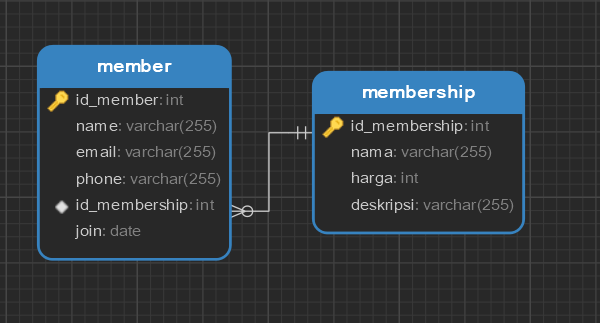 member
id_member: int
name: varchar(255)
email: varchar(255)
phone: varchar(255)
id_membership: int
join: date
membership
id_membership: int
nama: varchar(255)
harga: int
deskripsi: varchar(255)